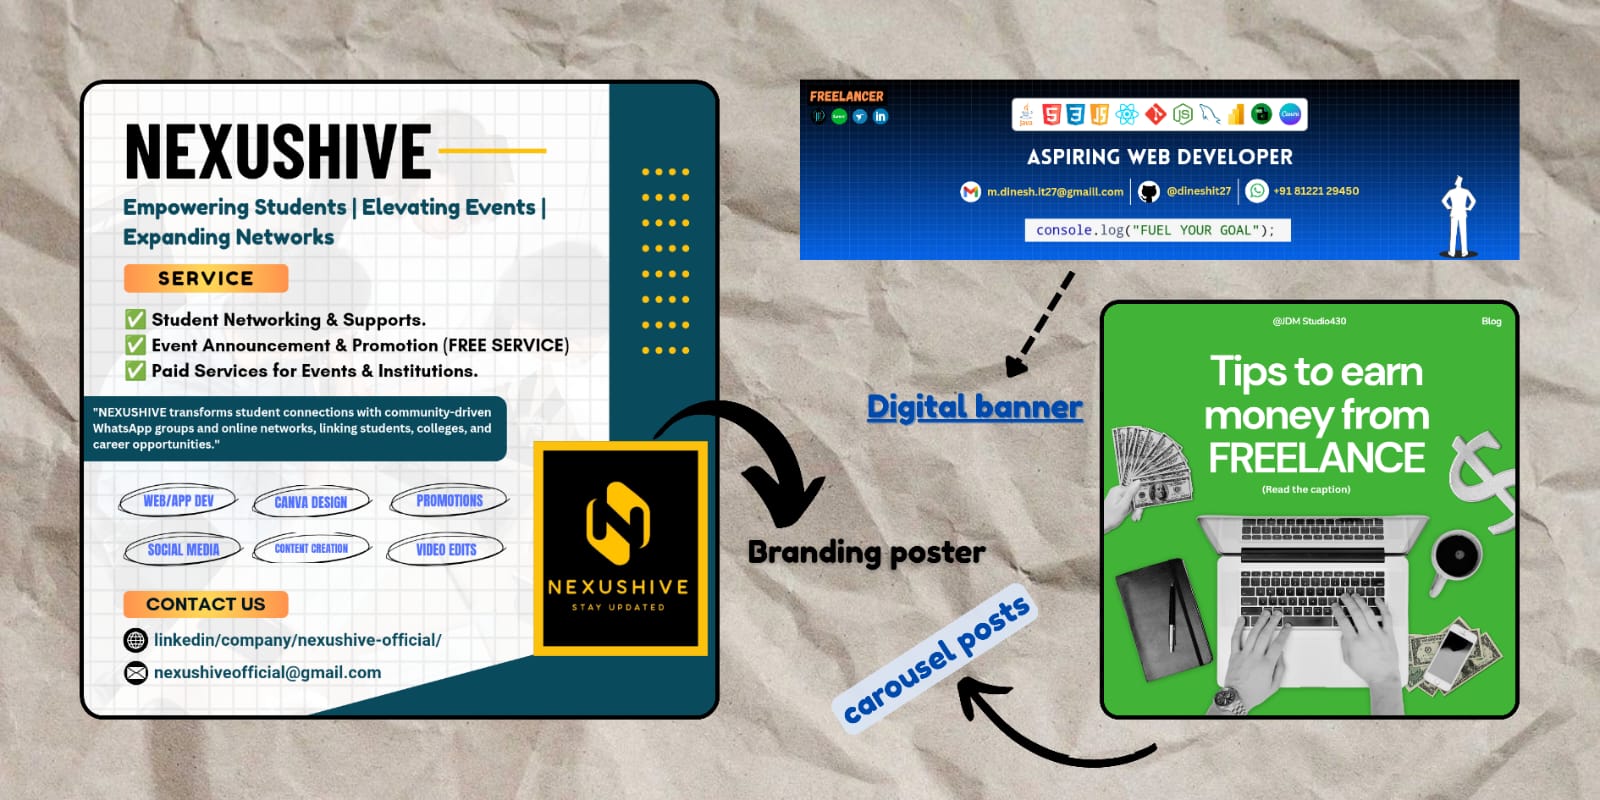 NEXUSHIVE
Empowering Students | Elevating Events |
Expanding Networks
SERVICE
✅ Student Networking & Supports.
✅ Event Announcement & Promotion (FREE SERVICE)
✅ Paid Services for Events & Institutions.
"NEXUSHIVE transforms student connections with community-driven
WhatsApp groups and online networks, linking students, colleges, and
career opportunities."
WEB/APP DEV
CANVA DESIGN
PROMOTIONS
SOCIAL MEDIA
CONTENT CREATION
VIDEO EDITS
CONTACT US
linkedin/company/nexushive-official/
nexushiveofficial@gmail.com
NEXUSHIVE
STAY UPDATED
Branding poster
FREELANCER
ASPIRING WEB DEVELOPER
m.dinesh.it27@gmaill.com
@dineshit27
+91 81221 29450
console.log("FUEL YOUR GOAL");
Digital banner
@JDM Studio430
Blog
Tips to earn
money from
FREELANCE
(Read the caption)
carousel posts